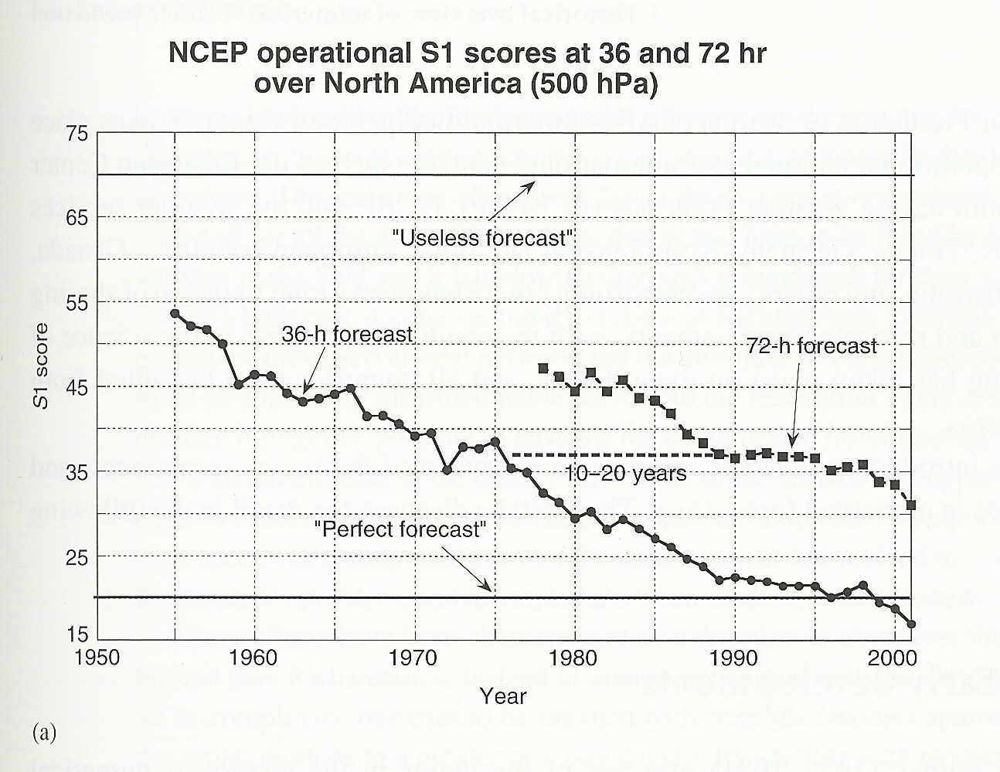 NCEP operational S1 scores at 36 and 72 hr
over North America (500 hPa)
75
65
55
45
35
25
15
S1 score
"Useless forecast"
36-h forecast
72-h forecast
10–20 years
"Perfect forecast"
1950
1960
1970
1980
1990
2000
Year
(a)